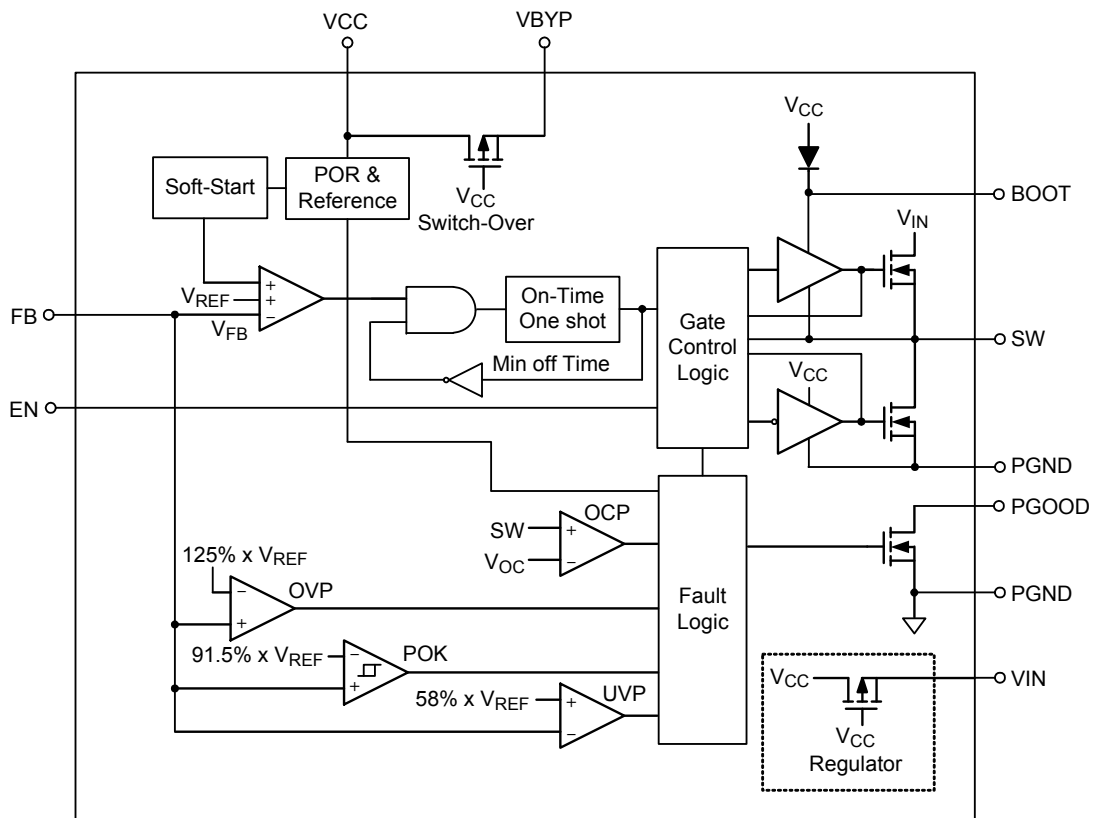 VCC
VBYP
VCC
Soft-Start
POR &
Reference
VCC
Switch-Over
BOOT
VIN
FB
VREF
VFB
+
+
−
On-Time
One shot
Min off Time
Gate
Control
Logic
SW
VCC
EN
PGND
PGOOD
SW
VOC
+
−
OCP
125% x VREF
−
+
OVP
Fault
Logic
PGND
91.5% x VREF
−
+
POK
58% x VREF
+
−
UVP
VCC
VIN
VCC
Regulator